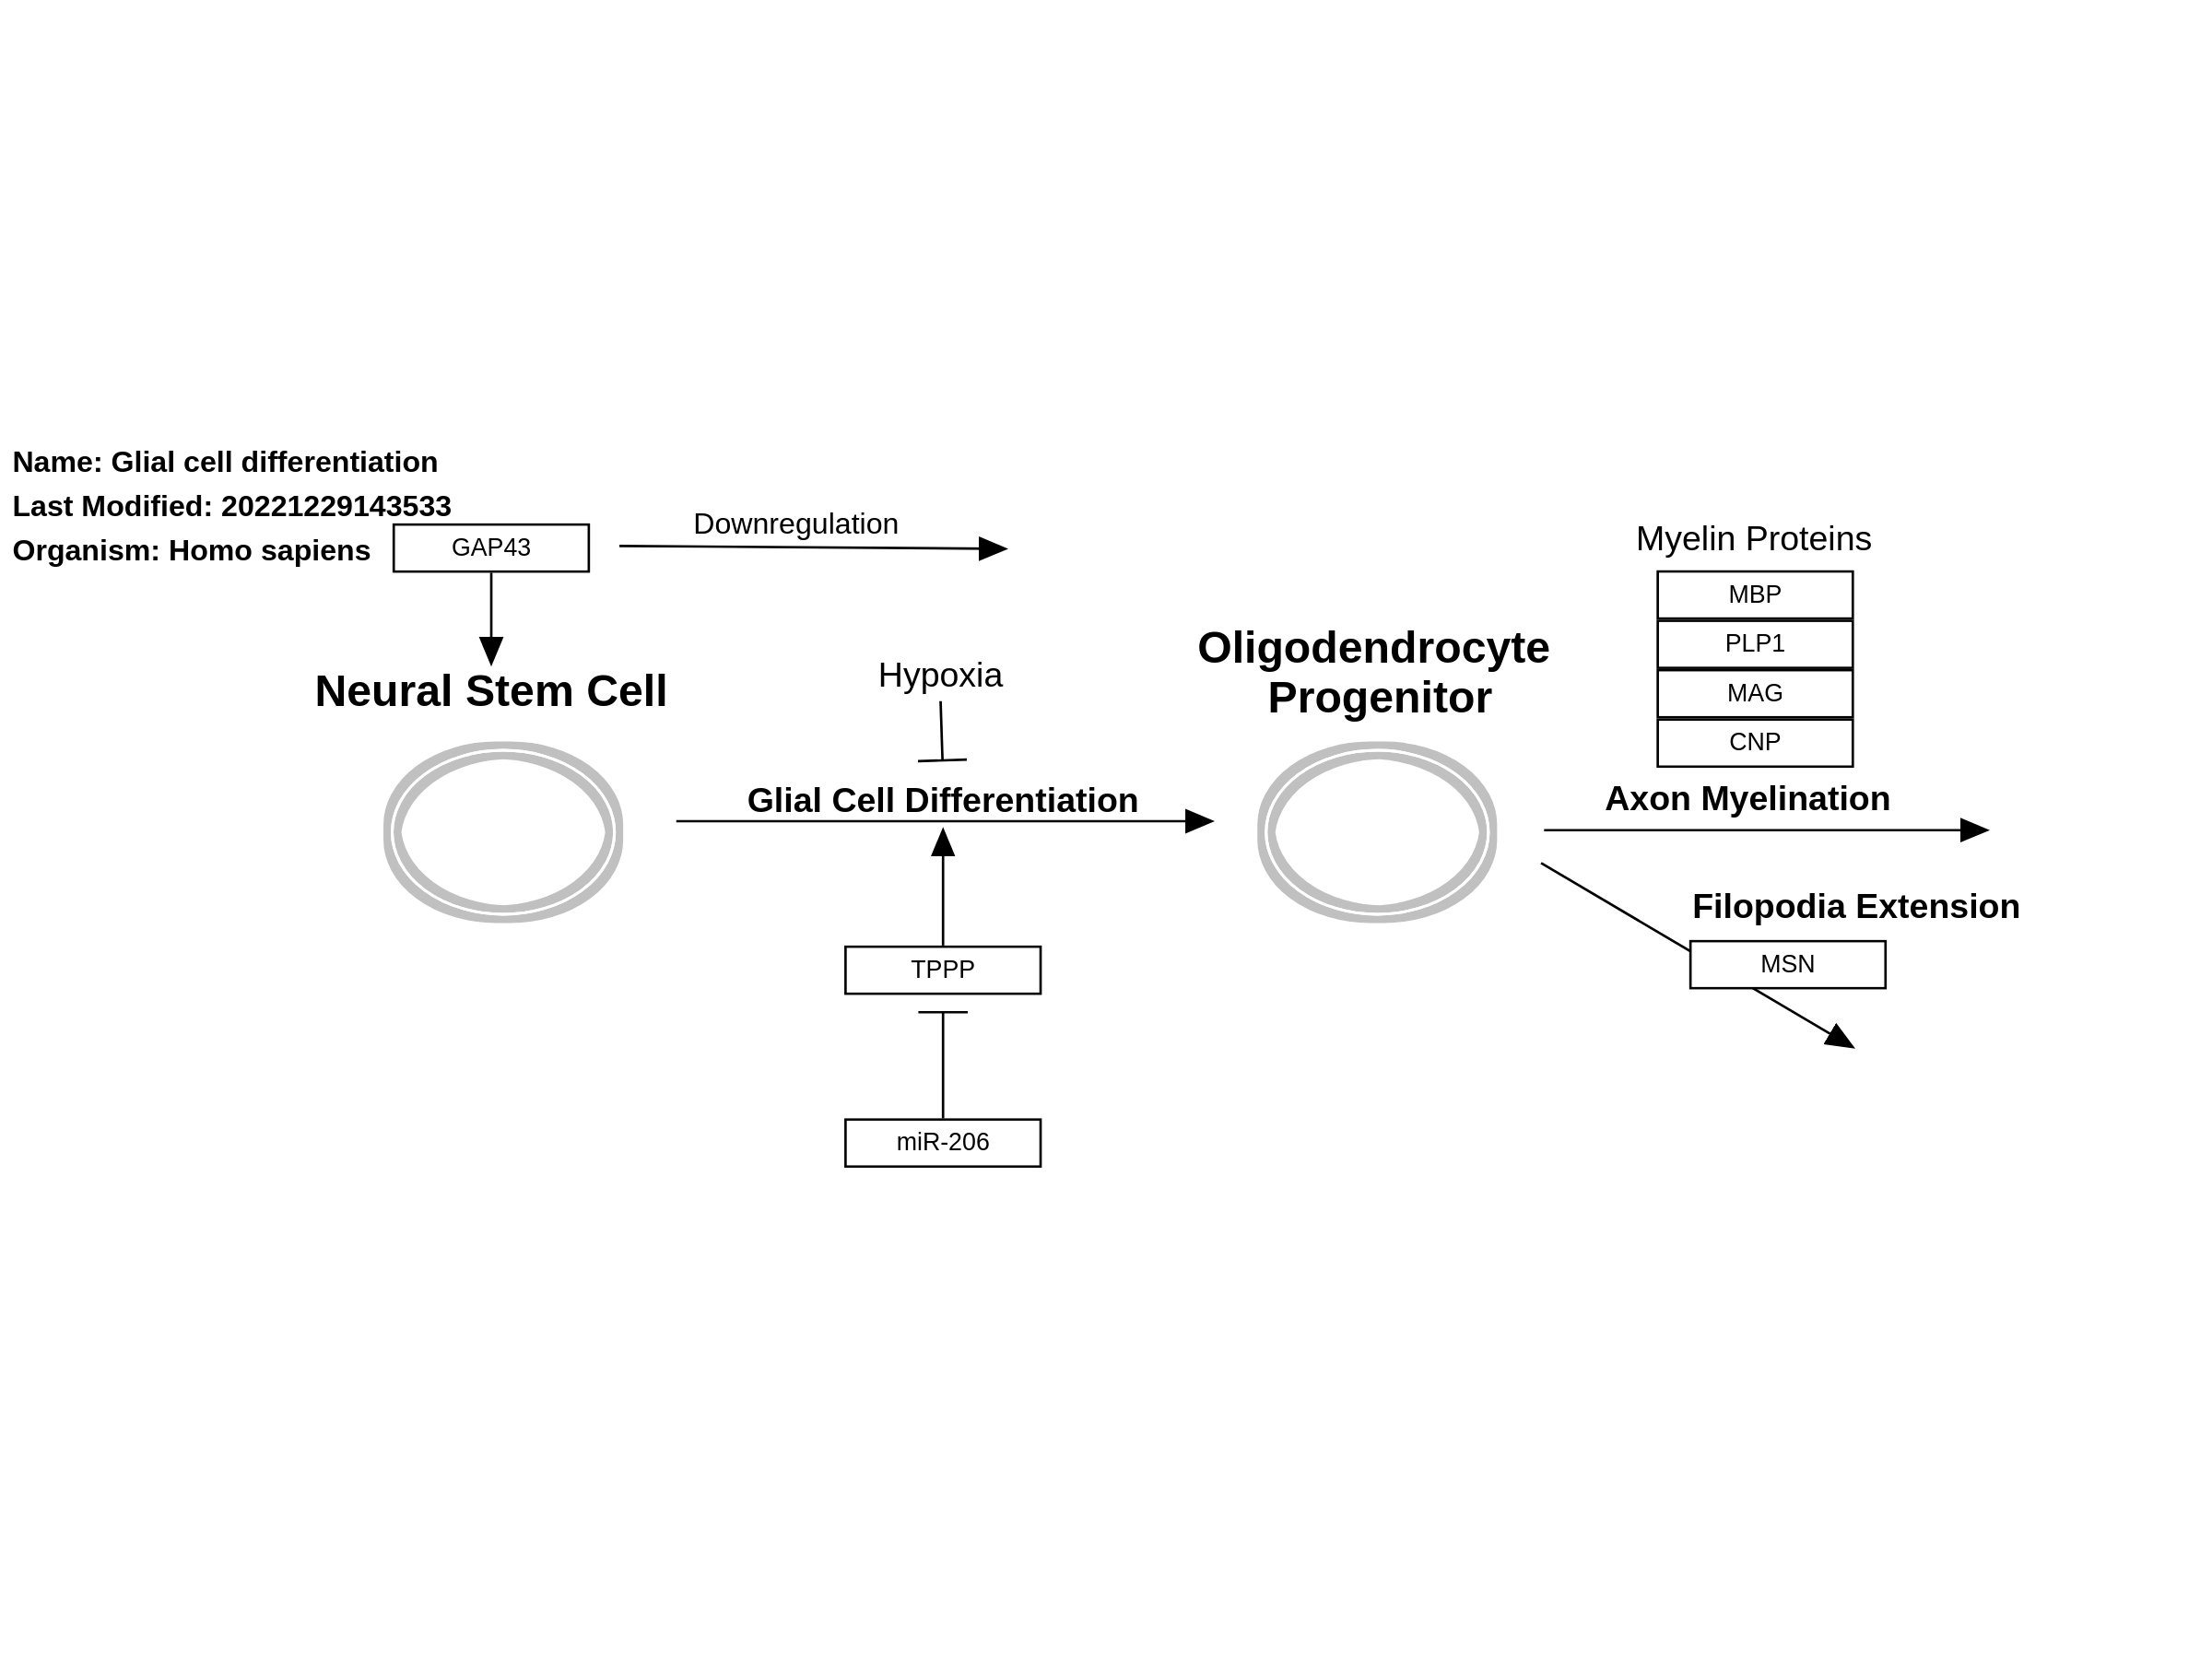 Name: Glial cell differentiation
Last Modified: 20221229143533
Organism: Homo sapiens
GAP43
Downregulation
Neural Stem Cell
Hypoxia
Glial Cell Differentiation
TPPP
miR-206
Oligodendrocyte
Progenitor
Myelin Proteins
MBP
PLP1
MAG
CNP
Axon Myelination
Filopodia Extension
MSN